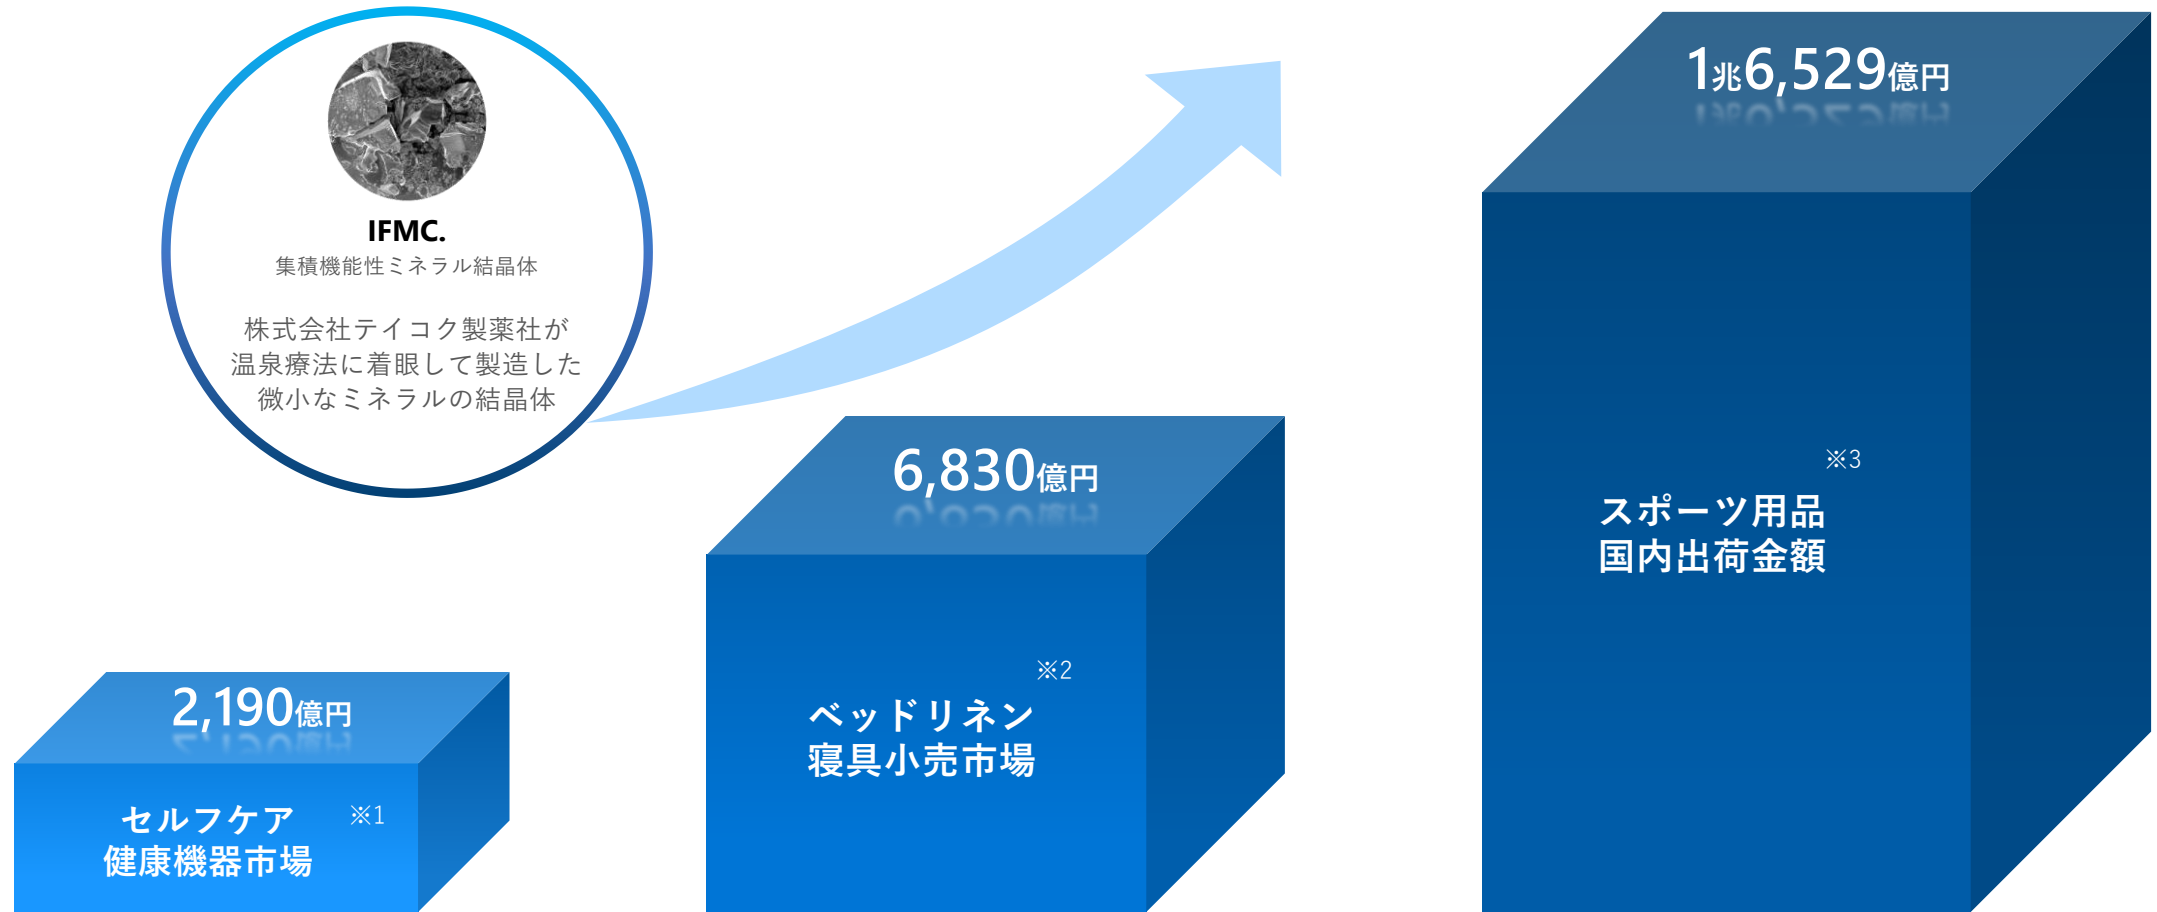 IFMC.
集積機能性ミネラル結晶体
株式会社テイコク製薬社が
温泉療法に着眼して製造した
微小なミネラルの結晶体
2,190億円
セルフケア ※1
健康機器市場
6,830億円
※2
ベッドリネン
寝具小売市場
1兆6,529億円
※3
スポーツ用品
国内出荷金額